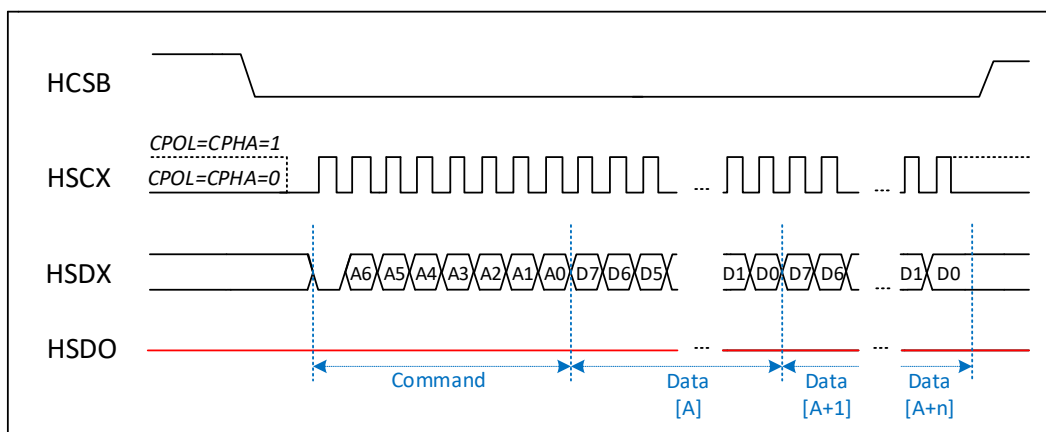 HCSB
CPOL=CPHA=1
HSCX
CPOL=CPHA=0
... ...
HSDX
A6 A5 A4 A3 A2 A1 A0 D7 D6 D5 D1 D0 D7 D6 ... D1 D0
HSDO
... ...
Command Data Data Data
[A] [A+1] [A+n]